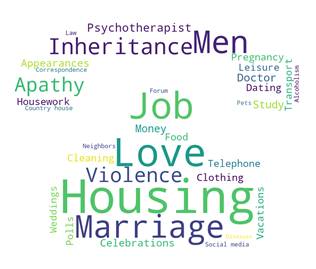 Law
Psychotherapist
Inheritance
Men
Appearances
Correspondence
Pregnancy
Leisure
Doctor
Transport
Alcoholism
Apathy
Dating
Housework
Country house
Forum
Job
Pets
Study
Money
Food
Neighbors
Love
Cleaning
Telephone
Violence
Clothing
Housing
Weddings
Polls
Marriage
Vacations
Celebrations
Diseases
Social media